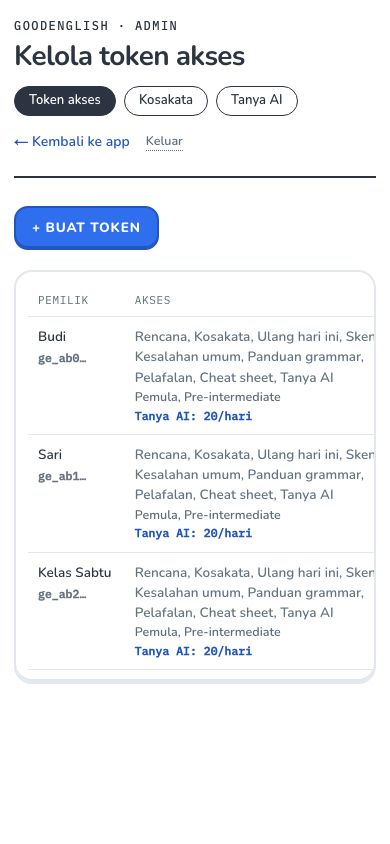 GOODENGLISH · ADMIN
Kelola token akses
Token akses Kosakata Tanya AI
← Kembali ke app Keluar
+ BUAT TOKEN
PEMILIK AKSES
Budi Rencana, Kosakata, Ulang hari ini,
ge_ab0… Kesalahan umum, Panduan grammar,
Pelafalan, Cheat sheet, Tanya AI
Pemula, Pre-intermediate
Tanya AI: 20/hari
Sari Rencana, Kosakata, Ulang hari ini,
ge_ab1… Kesalahan umum, Panduan grammar,
Pelafalan, Cheat sheet, Tanya AI
Pemula, Pre-intermediate
Tanya AI: 20/hari
Kelas Sabtu Rencana, Kosakata, Ulang hari ini,
ge_ab2… Kesalahan umum, Panduan grammar,
Pelafalan, Cheat sheet, Tanya AI
Pemula, Pre-intermediate
Tanya AI: 20/hari